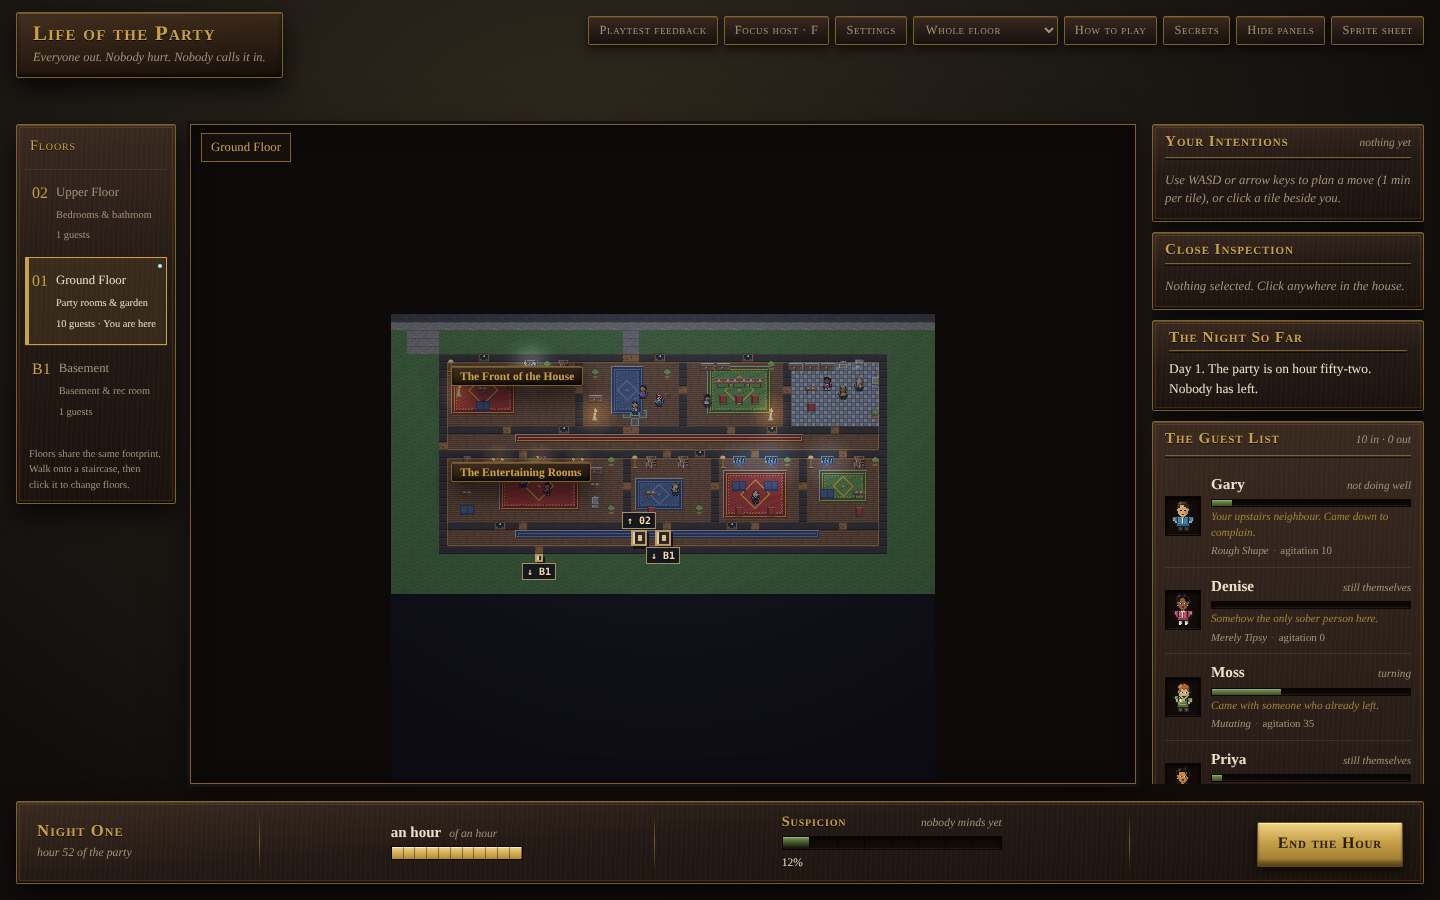 Life of the Party
Everyone out. Nobody hurt. Nobody calls it in.
Playtest feedback
Focus host · F
Settings
Whole floor
How to play
Secrets
Hide panels
Sprite sheet
Floors
02 Upper Floor
Bedrooms & bathroom
1 guests
01 Ground Floor
Party rooms & garden
10 guests · You are here
B1 Basement
Basement & rec room
1 guests
Floors share the same footprint.
Walk onto a staircase, then
click it to change floors.
Ground Floor
The Front of the House
The Entertaining Rooms
↑ 02
↓ B1
↓ B1
Your Intentions nothing yet
Use WASD or arrow keys to plan a move (1 min
per tile), or click a tile beside you.
Close Inspection
Nothing selected. Click anywhere in the house.
The Night So Far
Day 1. The party is on hour fifty-two.
Nobody has left.
The Guest List 10 in · 0 out
Gary not doing well
Your upstairs neighbour. Came down to
complain.
Rough Shape · agitation 10
Denise still themselves
Somehow the only sober person here.
Merely Tipsy · agitation 0
Moss turning
Came with someone who already left.
Mutating · agitation 35
Priya still themselves
Night One
hour 52 of the party
an hour of an hour
Suspicion nobody minds yet
12%
End the Hour